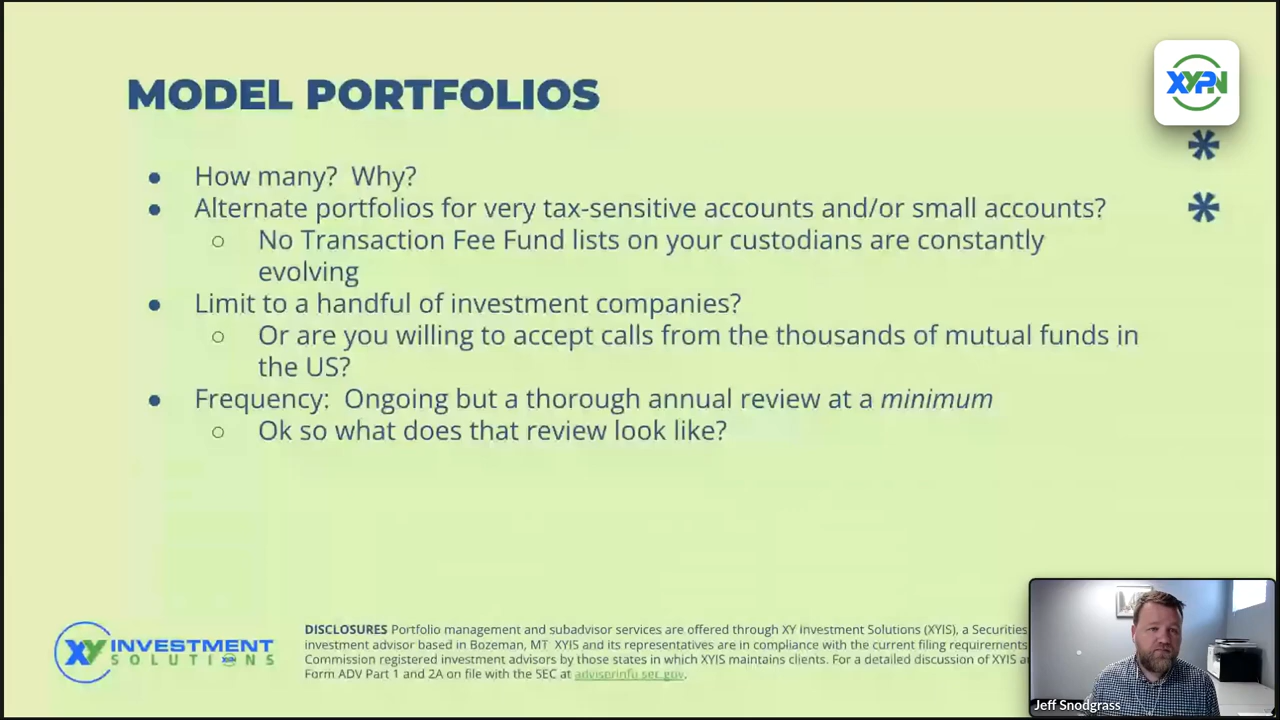 MODEL PORTFOLIOS
XYPN
*
*
● How many? Why?
● Alternate portfolios for very tax-sensitive accounts and/or small accounts?
○ No Transaction Fee Fund lists on your custodians are constantly
evolving
● Limit to a handful of investment companies?
○ Or are you willing to accept calls from the thousands of mutual funds in
the US?
● Frequency: Ongoing but a thorough annual review at a minimum
○ Ok so what does that review look like?
XY INVESTMENT
SOLUTIONS
DISCLOSURES Portfolio management and subadvisor services are offered through XY Investment Solutions (XYIS), a Securities
investment advisor based in Bozeman, MT XYIS and its representatives are in compliance with the current filing requirements
Commission registered investment advisors by those states in which XYIS maintains clients. For a detailed discussion of XYIS
Form ADV Part 1 and 2A on file with the SEC at adviserinfo.sec.gov.
Jeff Snodgrass